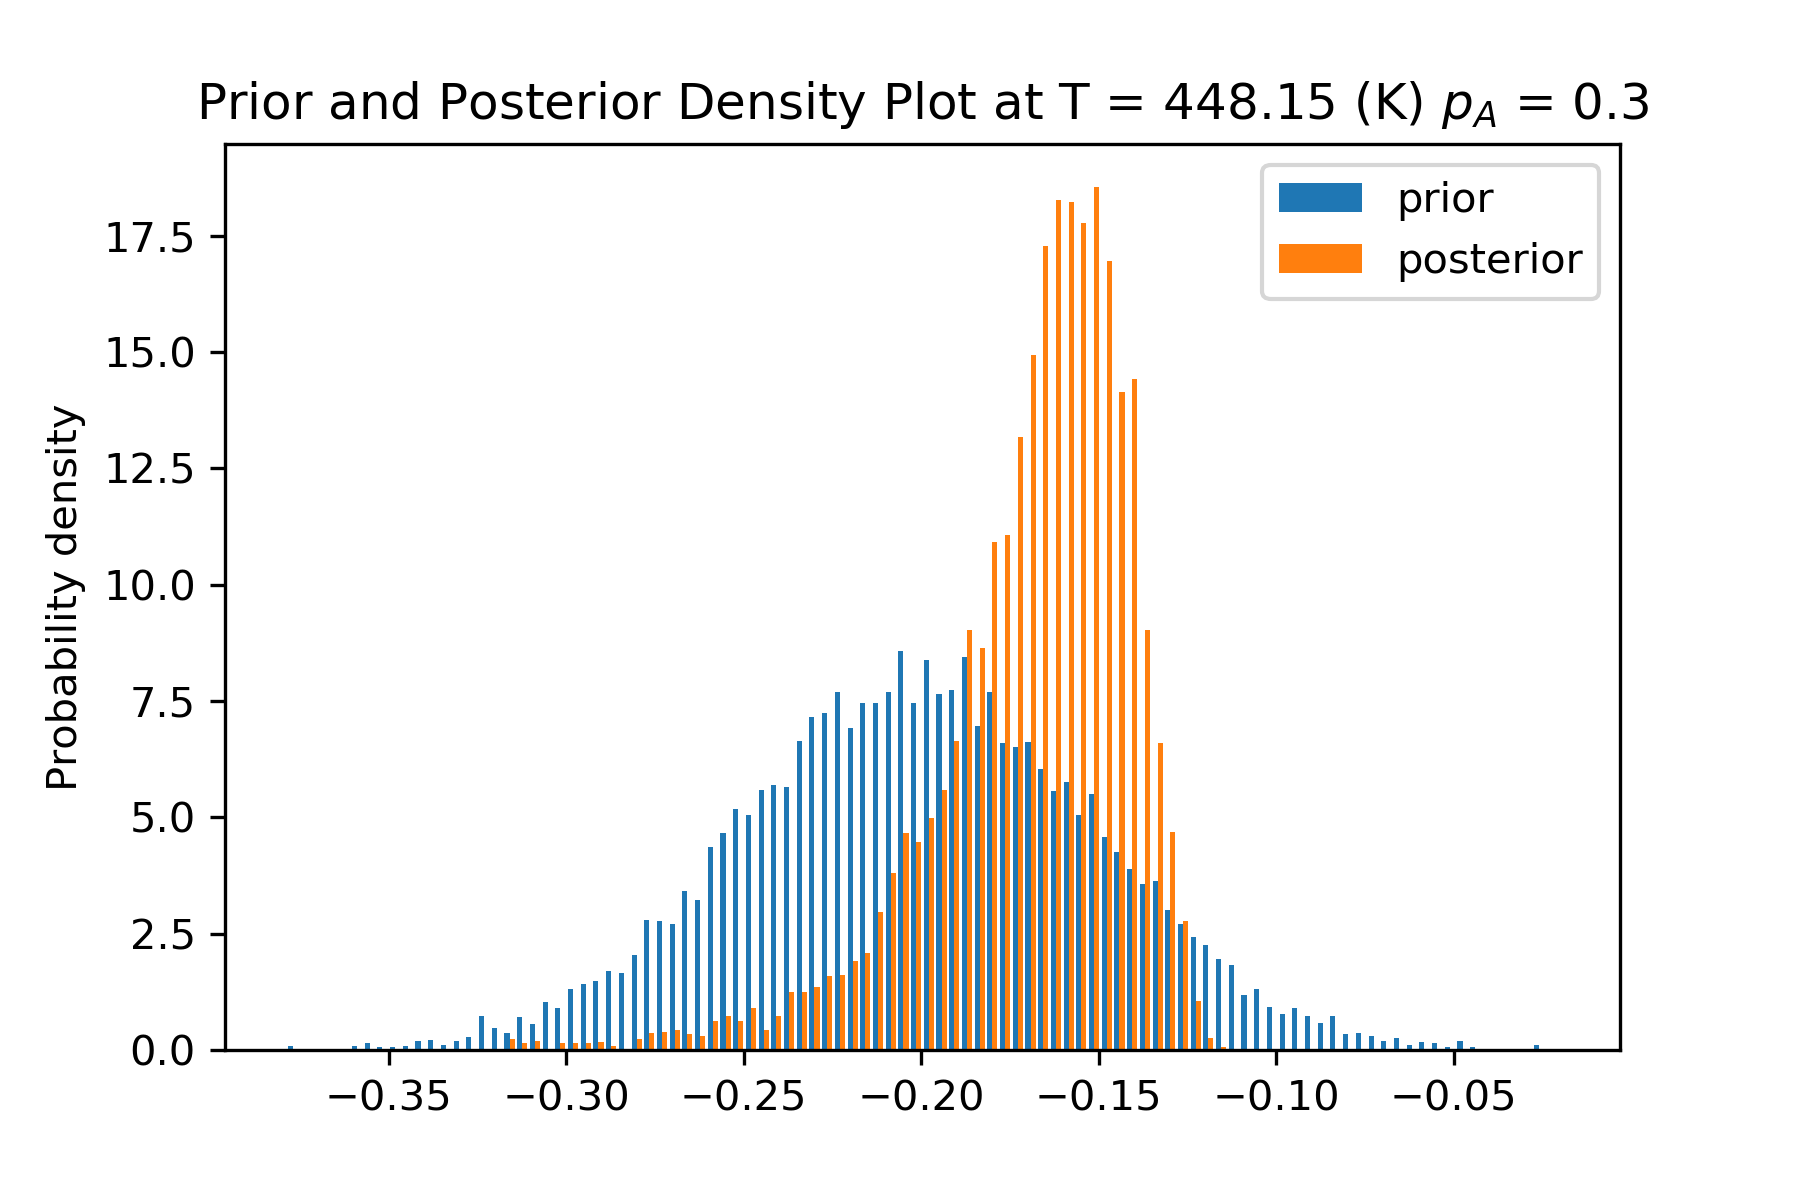 Prior and Posterior Density Plot at T = 448.15 (K) p_A = 0.3
prior
posterior
Probability density
17.5
15.0
12.5
10.0
7.5
5.0
2.5
0.0
−0.35 −0.30 −0.25 −0.20 −0.15 −0.10 −0.05